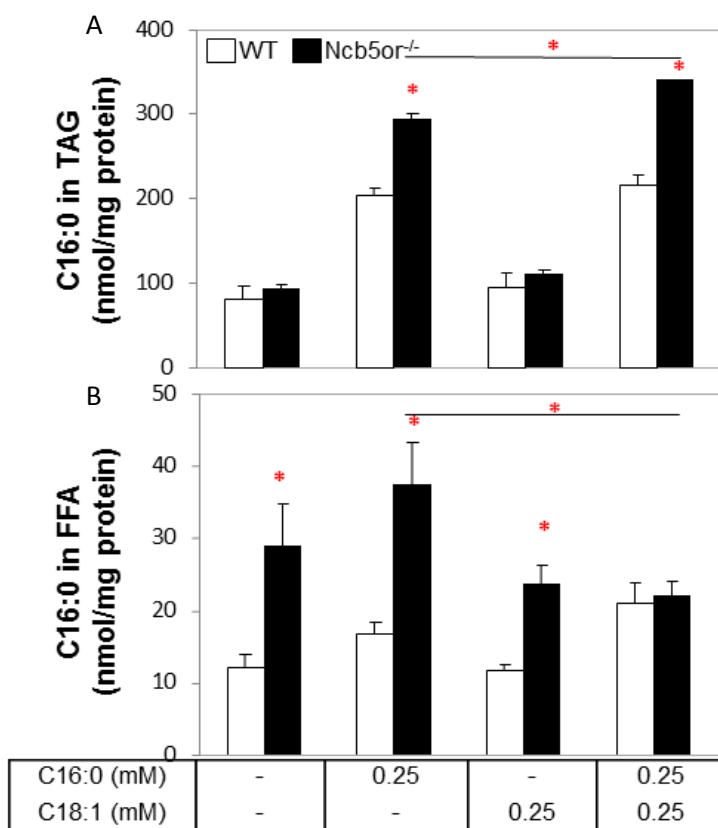 A
400
WT Ncb5or-/-
*
*
*
300
200
100
0
C16:0 in TAG
(nmol/mg protein)
B
50
*
*
*
*
40
30
20
10
0
C16:0 in FFA
(nmol/mg protein)
C16:0 (mM) - 0.25 - 0.25
C18:1 (mM) - - 0.25 0.25